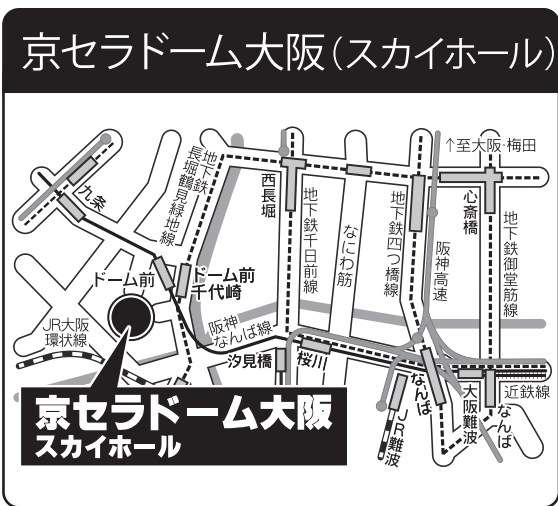 京セラドーム大阪(スカイホール)
↑至大阪・梅田
九条
地下鉄
長堀鶴見緑地線
西長堀
地下鉄千日前線
なにわ筋
地下鉄四つ橋線
阪神高速
心斎橋
地下鉄御堂筋線
ドーム前
ドーム前
千代崎
JR大阪
環状線
阪神
なんば線
汐見橋
桜川
なんば
JR難波
大阪難波
なんば
近鉄線
京セラドーム大阪
スカイホール